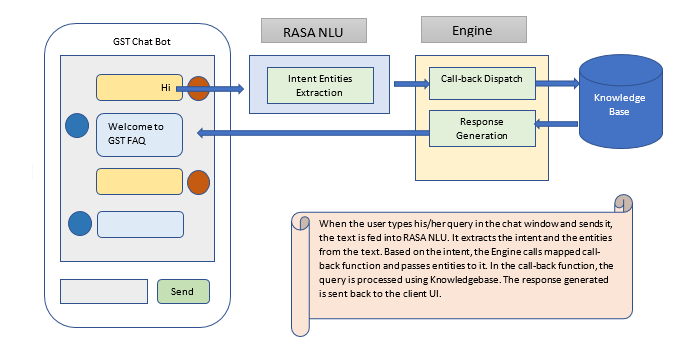 GST Chat Bot
RASA NLU
Engine
Hi
Intent Entities
Extraction
Call-back Dispatch
Knowledge
Base
Welcome to
GST FAQ
Response
Generation
Send
When the user types his/her query in the chat window and sends it,
the text is fed into RASA NLU. It extracts the intent and the entities
from the text. Based on the intent, the Engine calls mapped call-
back function and passes entities to it. In the call-back function, the
query is processed using Knowledgebase. The response generated
is sent back to the client UI.